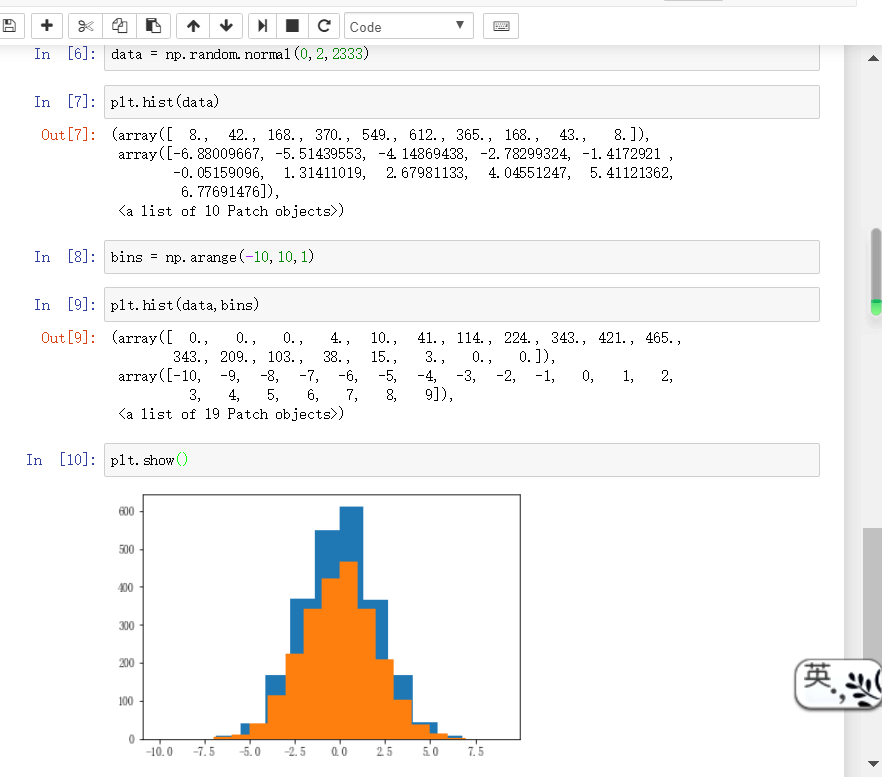 Code
In [6]: data = np.random.normal(0,2,2333)
In [7]: plt.hist(data)
Out[7]: (array([ 8., 42., 168., 370., 549., 612., 365., 168., 43., 8.]),
array([-6.88009667, -5.51439553, -4.14869438, -2.78299324, -1.4172921 ,
-0.05159096, 1.31411019, 2.67981133, 4.04551247, 5.41121362,
6.77691476]),
<a list of 10 Patch objects>)
In [8]: bins = np.arange(-10,10,1)
In [9]: plt.hist(data,bins)
Out[9]: (array([ 0., 0., 0., 4., 10., 41., 114., 224., 343., 421., 465.,
343., 209., 103., 38., 15., 3., 0., 0.]),
array([-10, -9, -8, -7, -6, -5, -4, -3, -2, -1, 0, 1, 2,
3, 4, 5, 6, 7, 8, 9]),
<a list of 19 Patch objects>)
In [10]: plt.show()
600
500
400
300
200
100
0
-10.0 -7.5 -5.0 -2.5 0.0 2.5 5.0 7.5
英.,